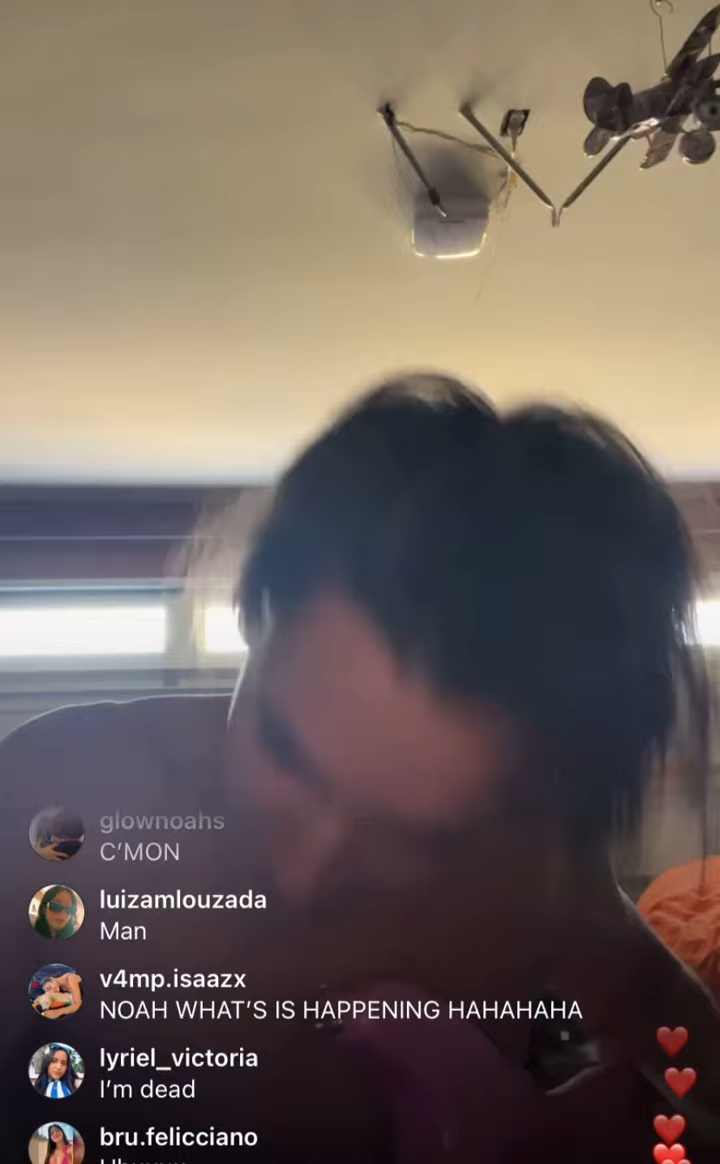 glownoahs
C’MON
luizamlouzada
Man
v4mp.isaazx
NOAH WHAT’S IS HAPPENING HAHAHAHA
lyriel_victoria
I’m dead
bru.felicciano